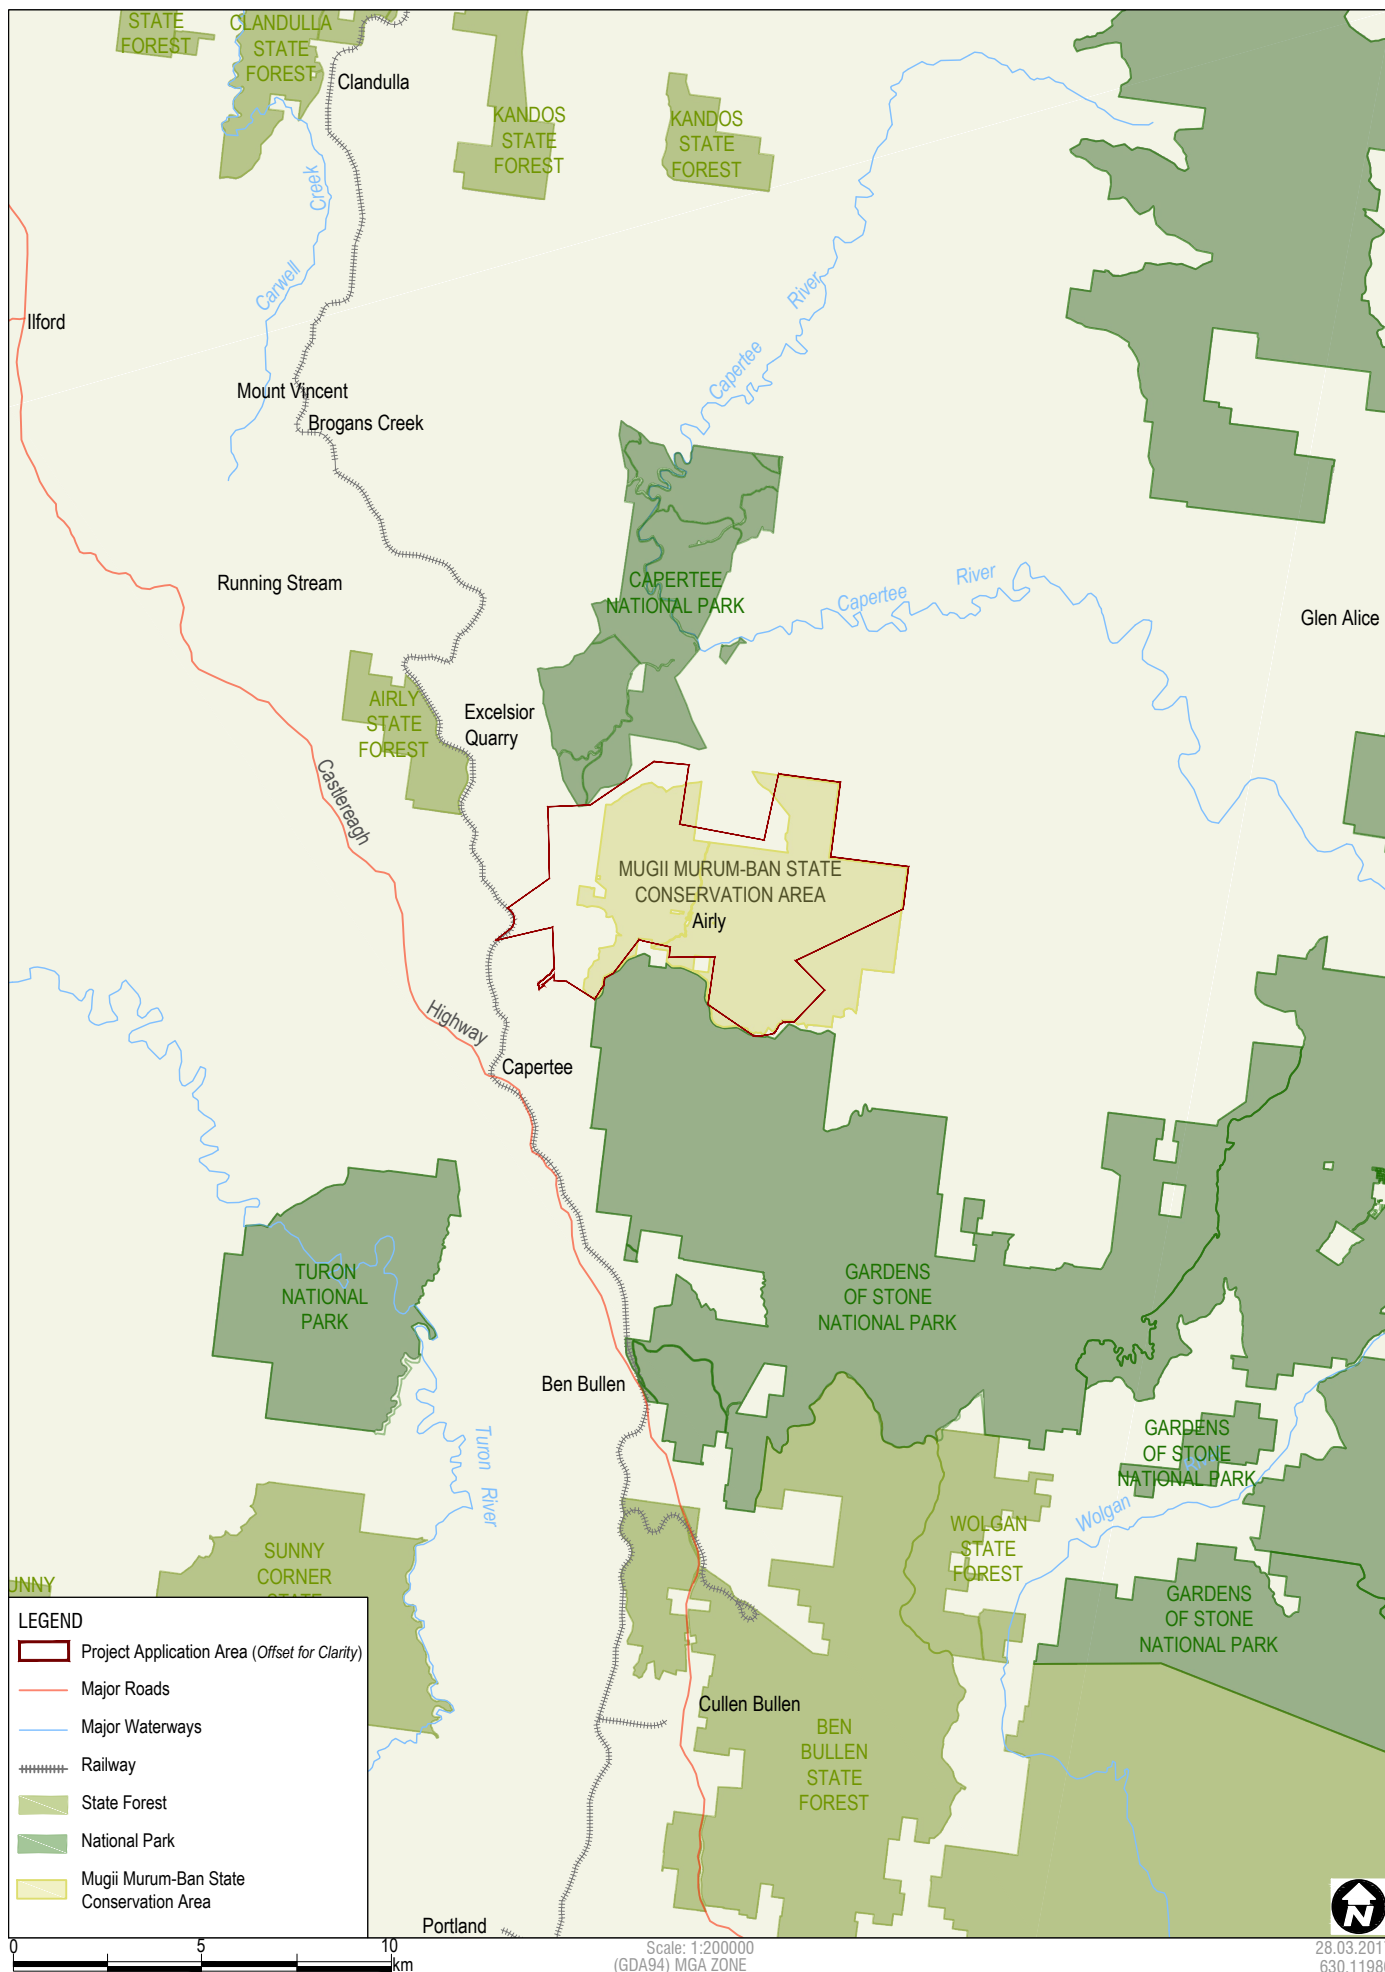 STATE
FOREST
CLANDULLA
STATE
FOREST
Clandulla
KANDOS
STATE
FOREST
KANDOS
STATE
FOREST
Carwell
Creek
Capertee
River
Ilford
Mount Vincent
Brogans Creek
Running Stream
CAPERTEE
NATIONAL PARK
Capertee
River
Glen Alice
AIRLY
STATE
FOREST
Excelsior
Quarry
Castlereagh
Highway
MUGII MURUM-BAN STATE
CONSERVATION AREA
Airly
Capertee
TURON
NATIONAL
PARK
GARDENS
OF STONE
NATIONAL PARK
Ben Bullen
Turon
River
GARDENS
OF STONE
NATIONAL PARK
Wolgan
WOLGAN
STATE
FOREST
SUNNY
CORNER
GARDENS
OF STONE
NATIONAL PARK
Cullen Bullen
BEN
BULLEN
STATE
FOREST
Portland
LEGEND
Project Application Area (Offset for Clarity)
Major Roads
Major Waterways
Railway
State Forest
National Park
Mugii Murum-Ban State
Conservation Area
N
0 5 10
km
Scale: 1:200000
(GDA94) MGA ZONE
28.03.201
630.1198